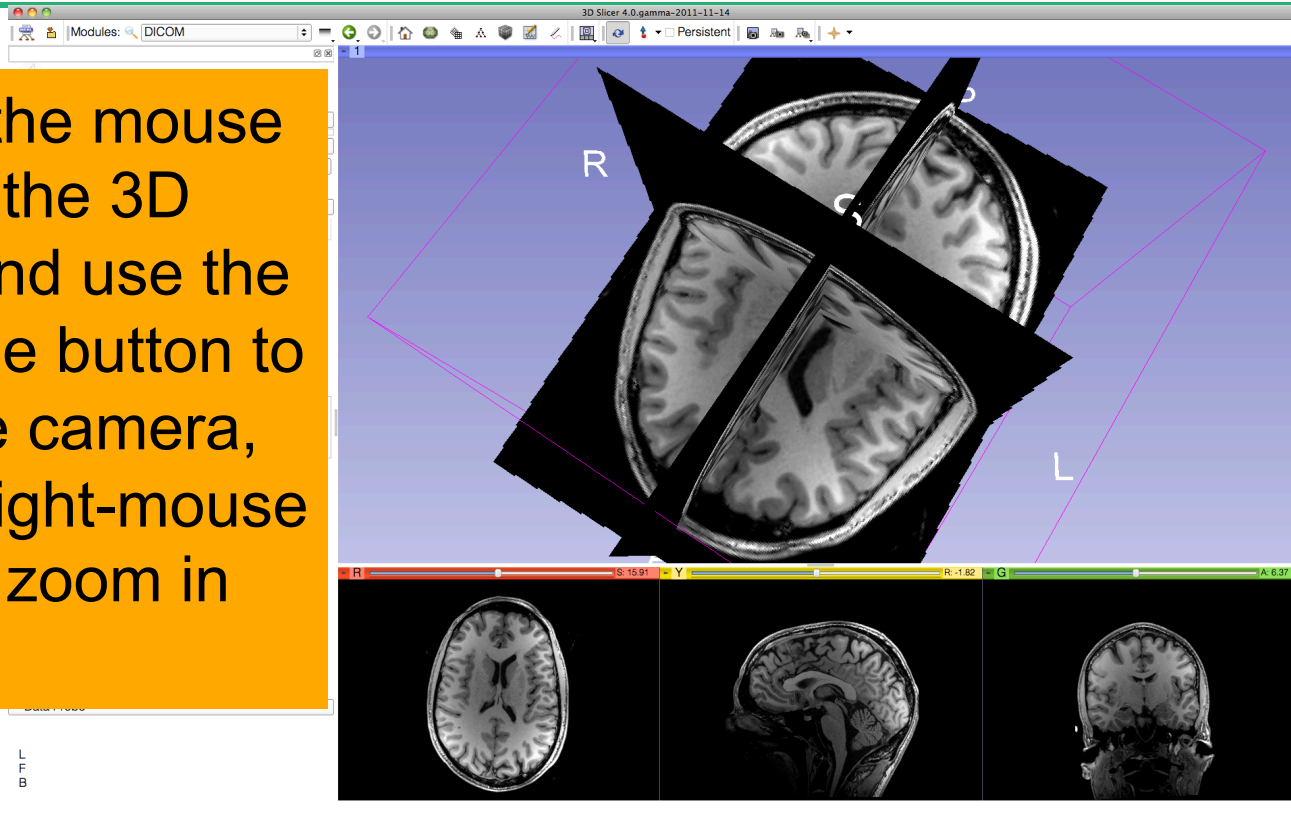 3D Slicer 4.0.gamma-2011-11-14
Modules: DICOM Persistent
1
the mouse
the 3D
nd use the
e button to
e camera,
ight-mouse
zoom in
R
S
L
R S: 15.91 Y R: -1.82 G A: 6.37
L
F
B